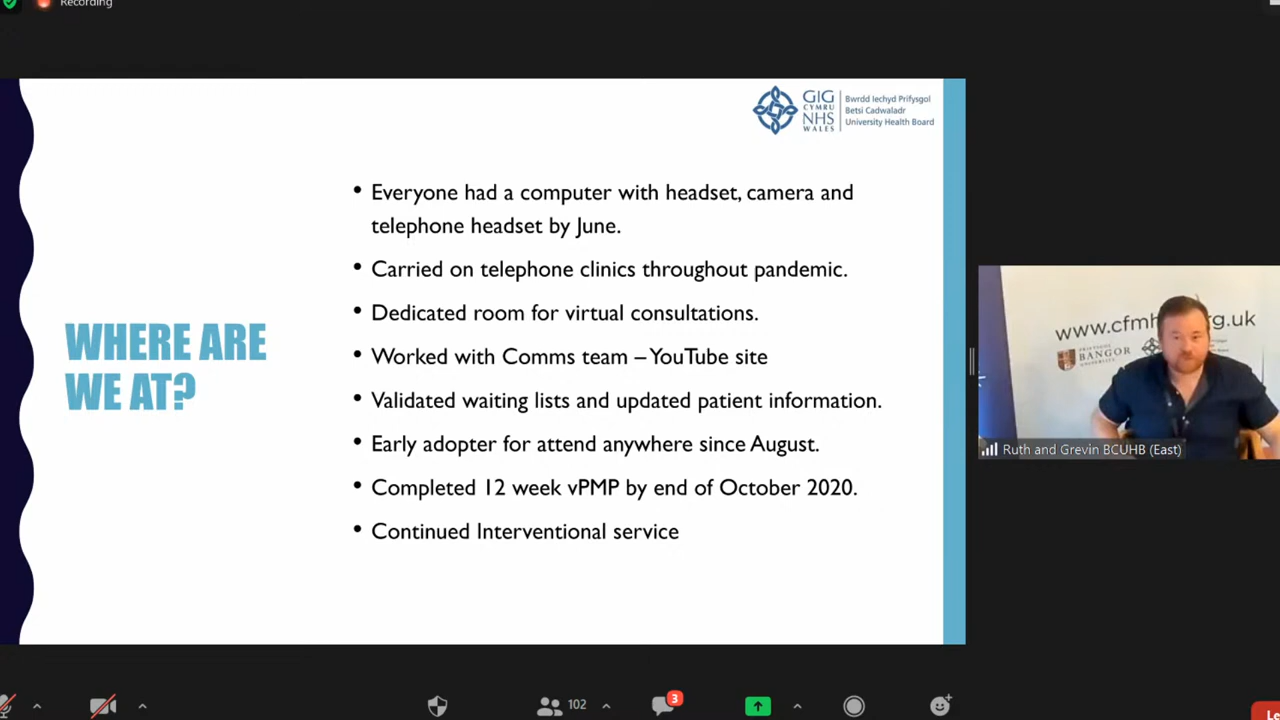 Recording
GIG
CYMRU
NHS
WALES
Bwrdd Iechyd Prifysgol
Betsi Cadwaladr
University Health Board
WHERE ARE
WE AT?
• Everyone had a computer with headset, camera and
telephone headset by June.
• Carried on telephone clinics throughout pandemic.
• Dedicated room for virtual consultations.
• Worked with Comms team – YouTube site
• Validated waiting lists and updated patient information.
• Early adopter for attend anywhere since August.
• Completed 12 week vPMP by end of October 2020.
• Continued Interventional service
www.cfm
rg.uk
PRIFYSGOL
BANGOR
UNIVERSITY
Ruth and Grevin BCUHB (East)
102
3